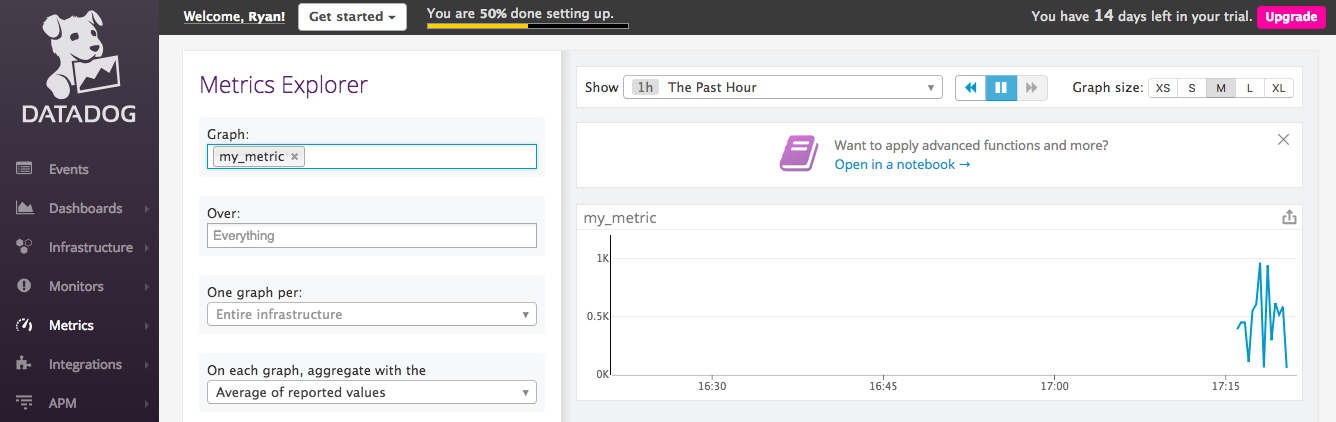 Welcome, Ryan!
Get started
You are 50% done setting up.
You have 14 days left in your trial.
Upgrade
DATADOG
Events
Dashboards
Infrastructure
Monitors
Metrics
Integrations
APM
Metrics Explorer
Graph:
my_metric ×
Over:
Everything
One graph per:
Entire infrastructure
On each graph, aggregate with the
Average of reported values
Show 1h The Past Hour
Graph size: XS S M L XL
Want to apply advanced functions and more?
Open in a notebook →
my_metric
1K
0.5K
0K
16:30 16:45 17:00 17:15